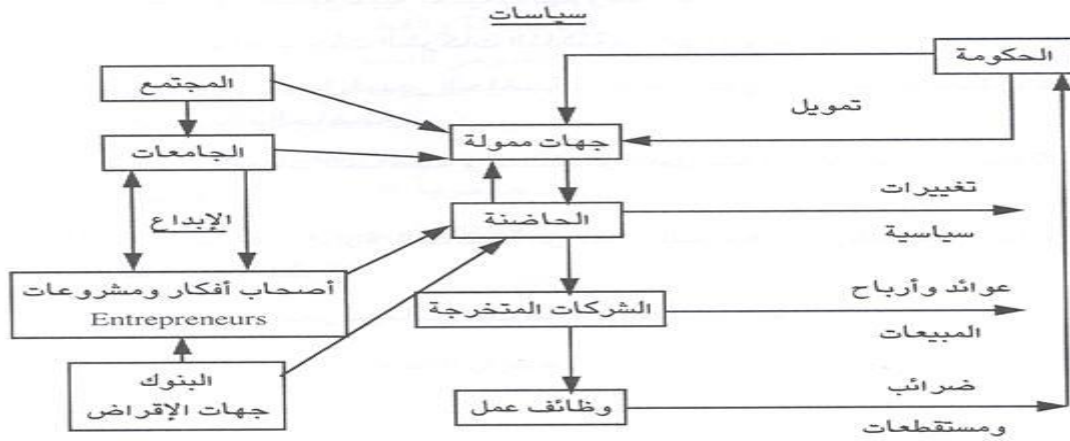 سياسات
الحكومة
المجتمع
تمويل
جهات ممولة
الجامعات
تغييرات
الحاضنة
الإبداع
سياسية
أصحاب أفكار ومشروعات
Entrepreneurs
عوائد وأرباح
الشركات المتخرجة
المبيعات
البنوك
جهات الإقراض
ضرائب
وظائف عمل
ومستقطعات